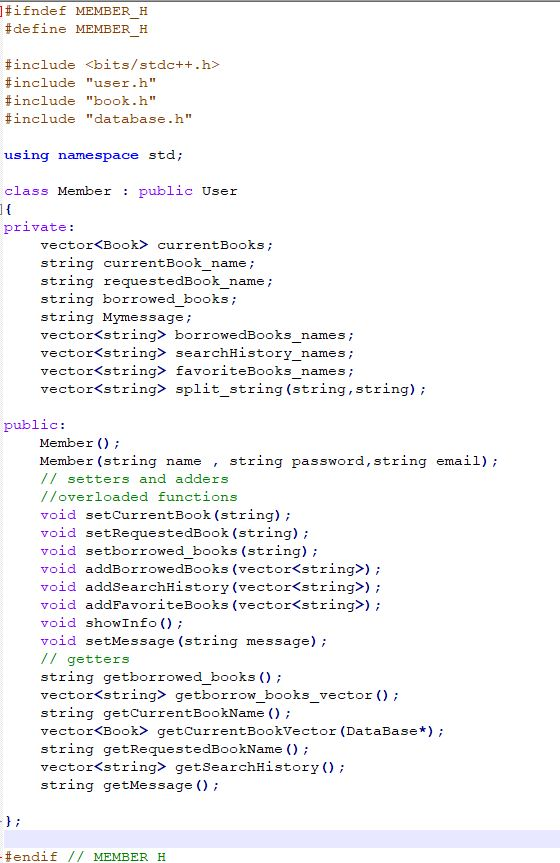 #ifndef MEMBER_H
#define MEMBER_H

#include <bits/stdc++.h>
#include "user.h"
#include "book.h"
#include "database.h"

using namespace std;

class Member : public User
{
private:
    vector<Book> currentBooks;
    string currentBook_name;
    string requestedBook_name;
    string borrowed_books;
    string Mymessage;
    vector<string> borrowedBooks_names;
    vector<string> searchHistory_names;
    vector<string> favoriteBooks_names;
    vector<string> split_string(string,string);

public:
    Member();
    Member(string name , string password,string email);
    // setters and adders
    //overloaded functions
    void setCurrentBook(string);
    void setRequestedBook(string);
    void setborrowed_books(string);
    void addBorrowedBooks(vector<string>);
    void addSearchHistory(vector<string>);
    void addFavoriteBooks(vector<string>);
    void showInfo();
    void setMessage(string message);
    // getters
    string getborrowed_books();
    vector<string> getborrow_books_vector();
    string getCurrentBookName();
    vector<Book> getCurrentBookVector(DataBase*);
    string getRequestedBookName();
    vector<string> getSearchHistory();
    string getMessage();

};

#endif // MEMBER_H